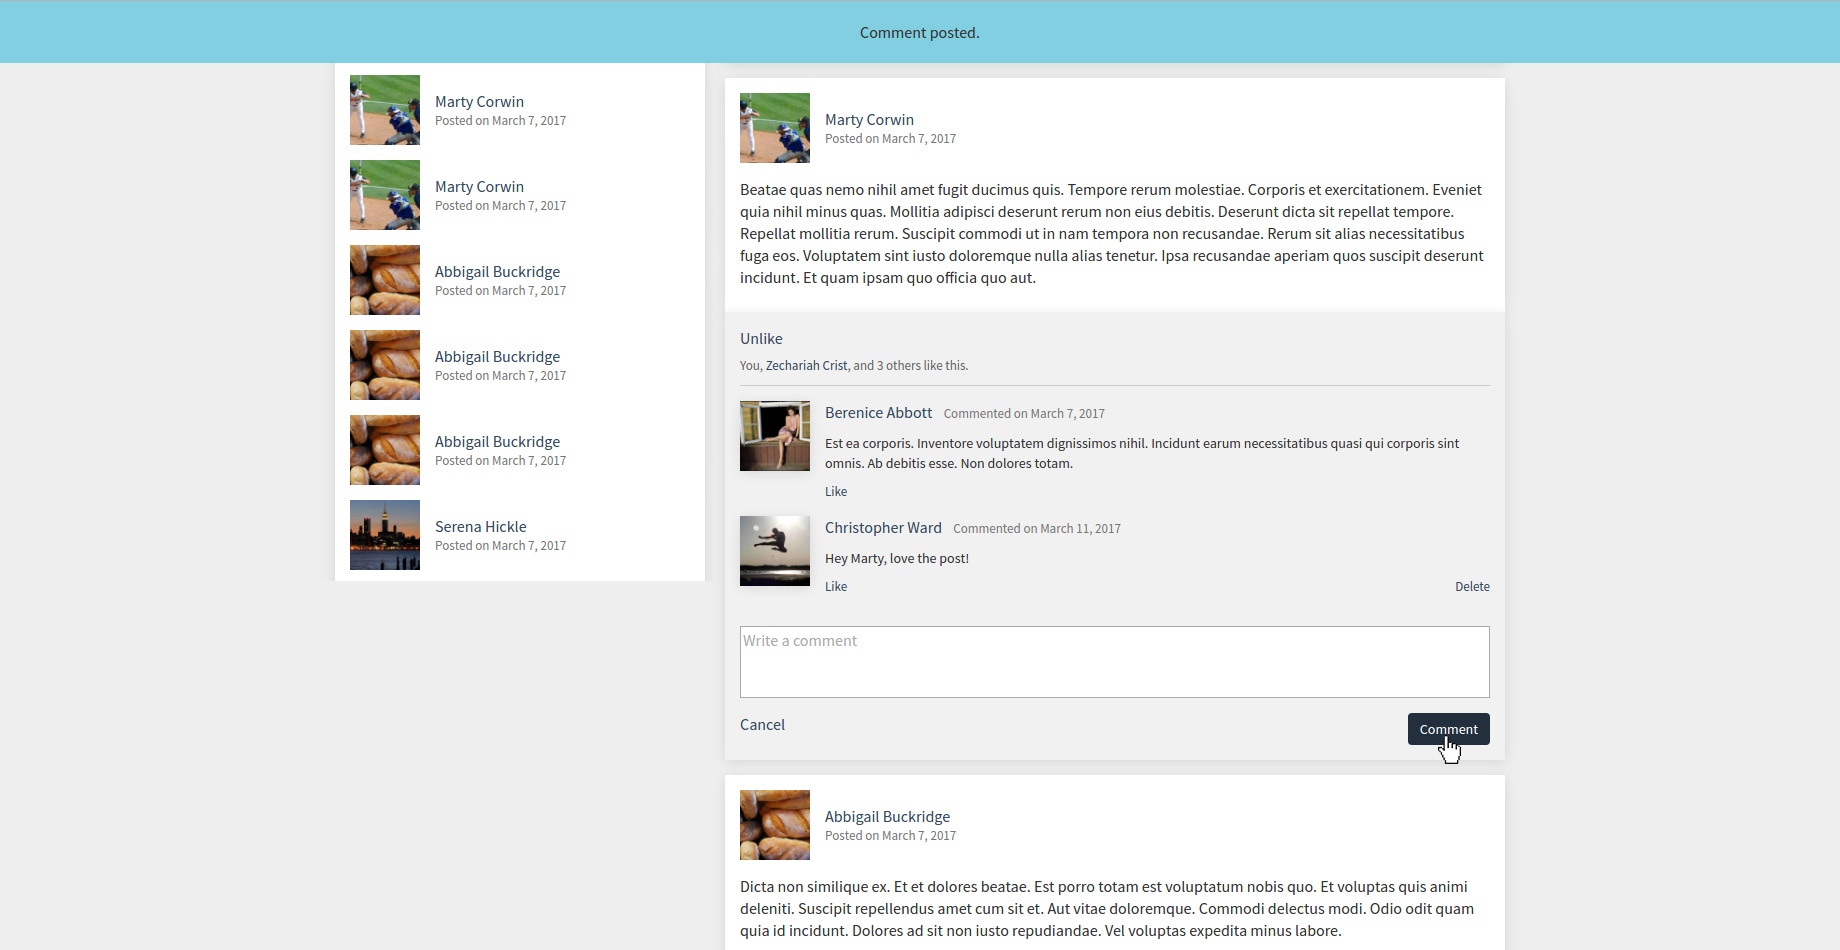 Comment posted.
Marty Corwin
Posted on March 7, 2017
Marty Corwin
Posted on March 7, 2017
Abbigail Buckridge
Posted on March 7, 2017
Abbigail Buckridge
Posted on March 7, 2017
Abbigail Buckridge
Posted on March 7, 2017
Serena Hickle
Posted on March 7, 2017
Marty Corwin
Posted on March 7, 2017
Beatae quas nemo nihil amet fugit ducimus quis. Tempore rerum molestiae. Corporis et exercitationem. Eveniet
quia nihil minus quas. Mollitia adipisci deserunt rerum non eius debitis. Deserunt dicta sit repellat tempore.
Repellat mollitia rerum. Suscipit commodi ut in nam tempora non recusandae. Rerum sit alias necessitatibus
fuga eos. Voluptatem sint iusto doloremque nulla alias tenetur. Ipsa recusandae aperiam quos suscipit deserunt
incidunt. Et quam ipsam quo officia quo aut.
Unlike
You, Zechariah Crist, and 3 others like this.
Berenice Abbott Commented on March 7, 2017
Est ea corporis. Inventore voluptatem dignissimos nihil. Incidunt earum necessitatibus quasi qui corporis sint
omnis. Ab debitis esse. Non dolores totam.
Like
Christopher Ward Commented on March 11, 2017
Hey Marty, love the post!
Like Delete
Write a comment
Cancel Comment
Abbigail Buckridge
Posted on March 7, 2017
Dicta non similique ex. Et et dolores beatae. Est porro totam est voluptatum nobis quo. Et voluptas quis animi
deleniti. Suscipit repellendus amet cum sit et. Aut vitae doloremque. Commodi delectus modi. Odio odit quam
quia id incidunt. Dolores ad sit non iusto repudiandae. Vel voluptas expedita minus labore.